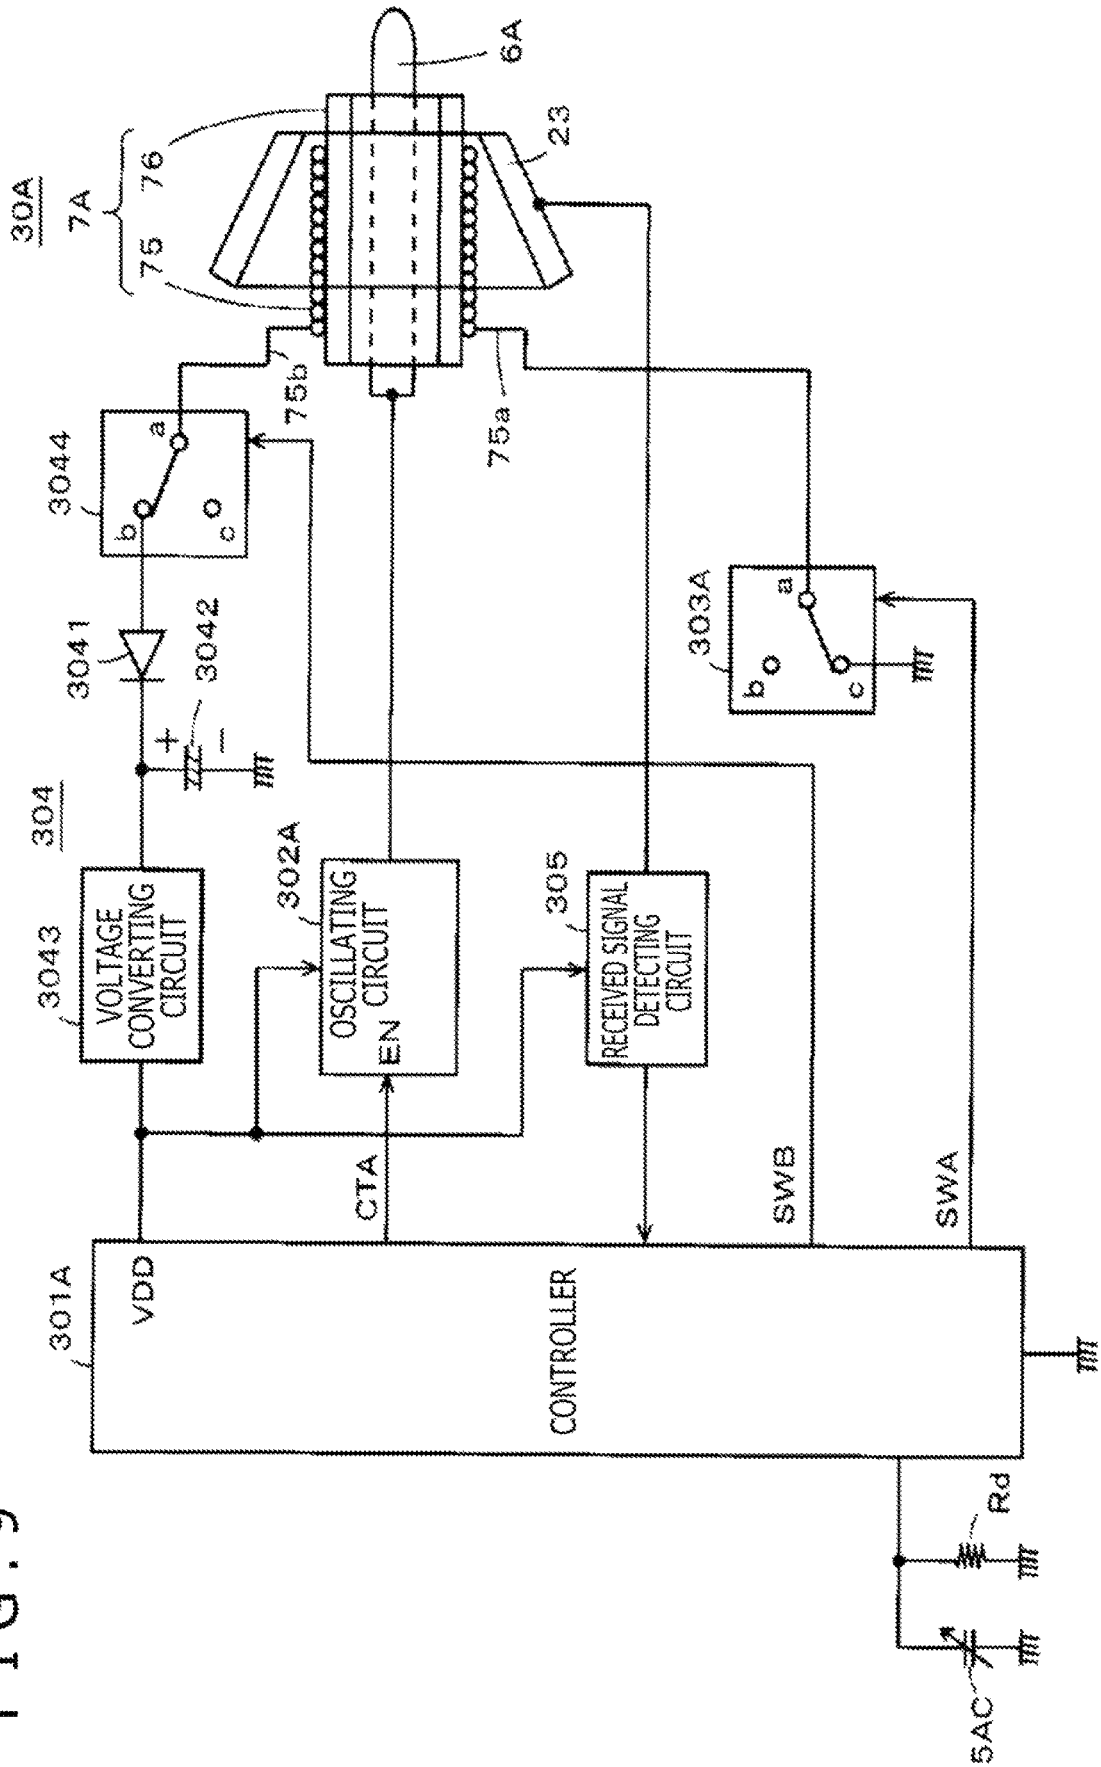 FIG. 9
30A
7A
75
76
6A
23
75b
75a
3044
a
b
c
3041
3042
+
−
304
3043
VOLTAGE
CONVERTING
CIRCUIT
302A
OSCILLATING
CIRCUIT
EN
305
RECEIVED SIGNAL
DETECTING
CIRCUIT
303A
a
b
c
CTA
SWB
SWA
301A
VDD
CONTROLLER
Rd
5AC